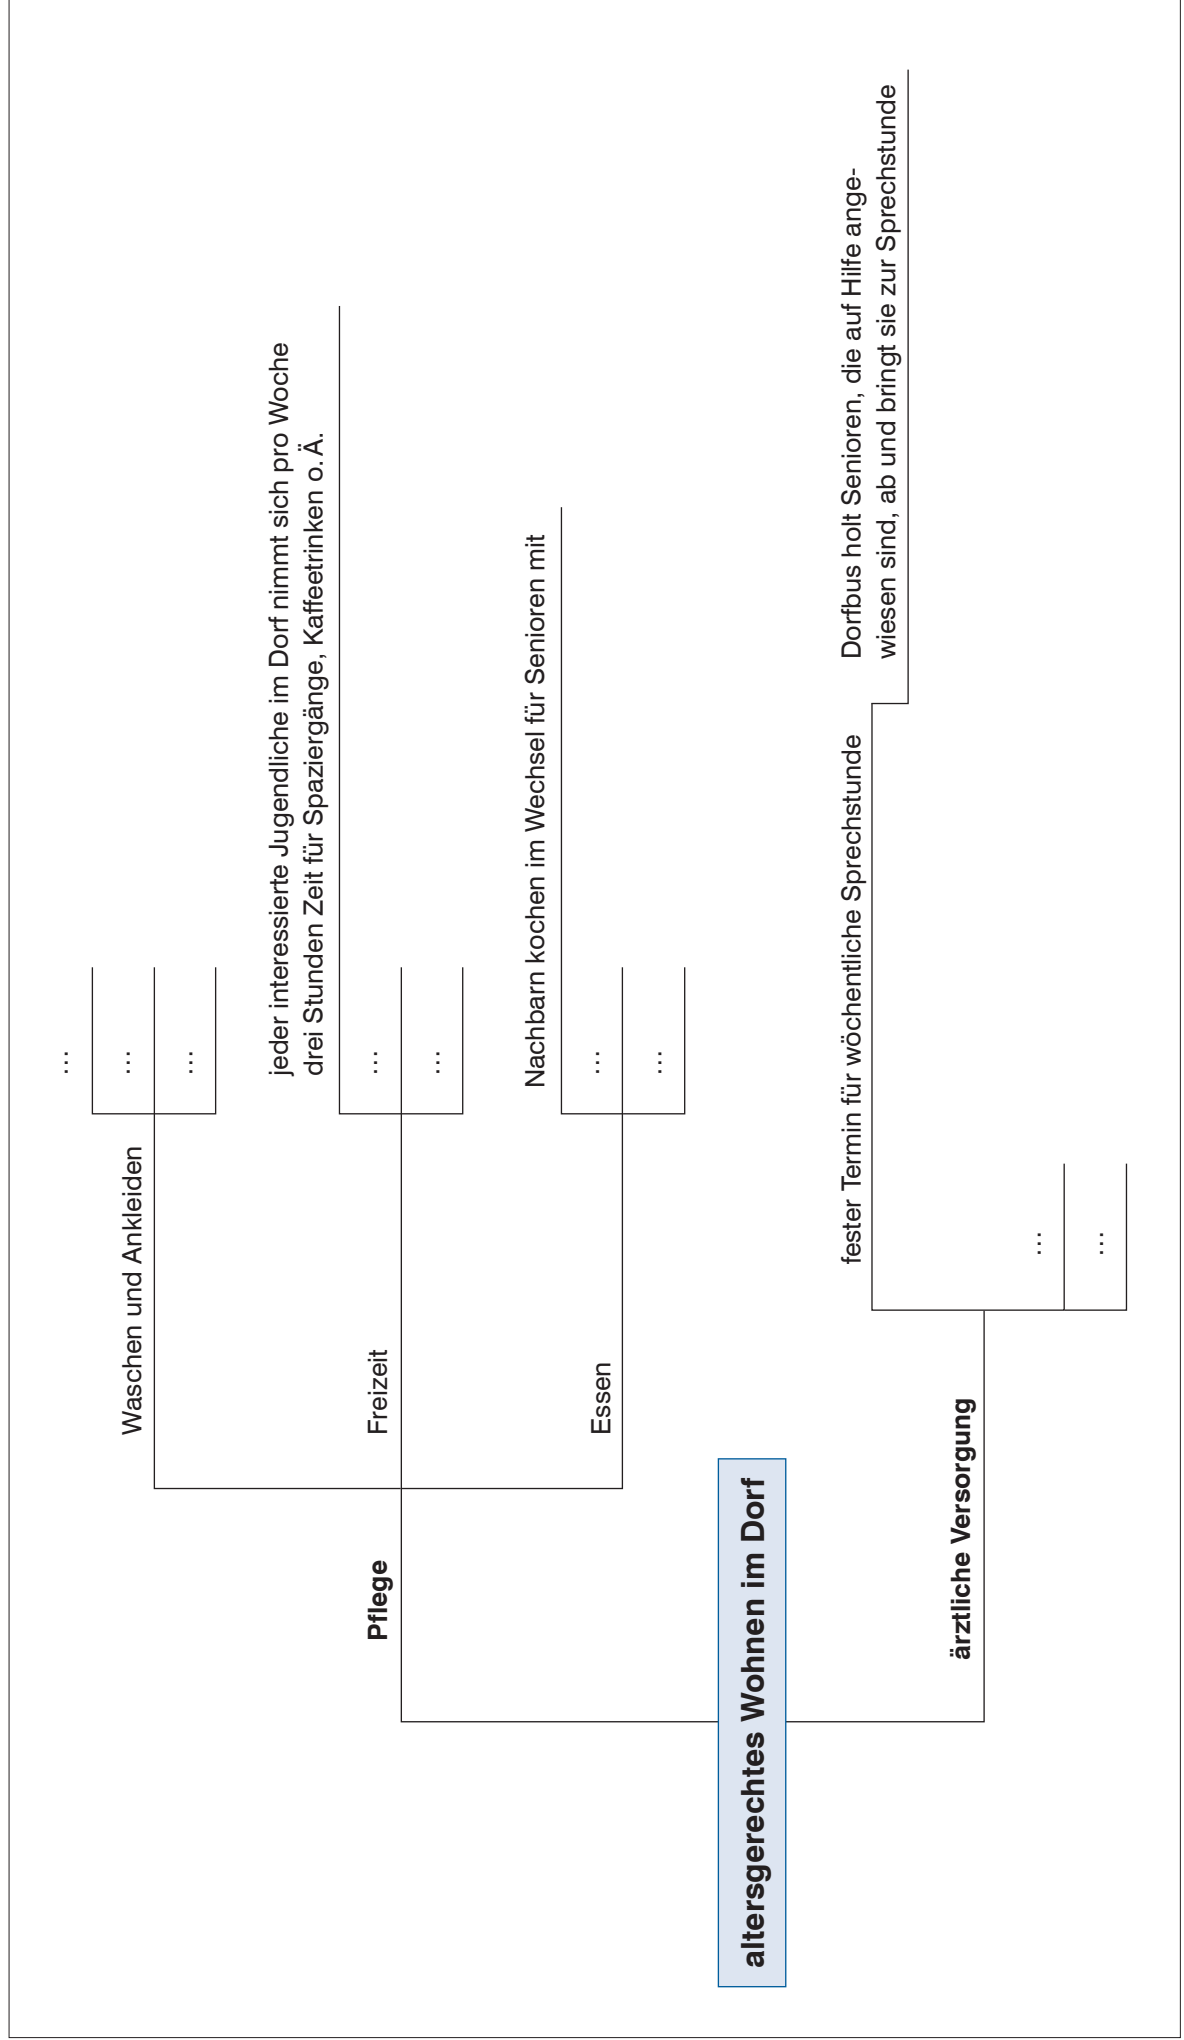 altersgerechtes Wohnen im Dorf
Pflege
Waschen und Ankleiden
…
…
…
Freizeit
jeder interessierte Jugendliche im Dorf nimmt sich pro Woche
drei Stunden Zeit für Spaziergänge, Kaffeetrinken o. Ä.
…
…
Essen
Nachbarn kochen im Wechsel für Senioren mit
…
…
ärztliche Versorgung
fester Termin für wöchentliche Sprechstunde
Dorfbus holt Senioren, die auf Hilfe ange-
wiesen sind, ab und bringt sie zur Sprechstunde
…
…